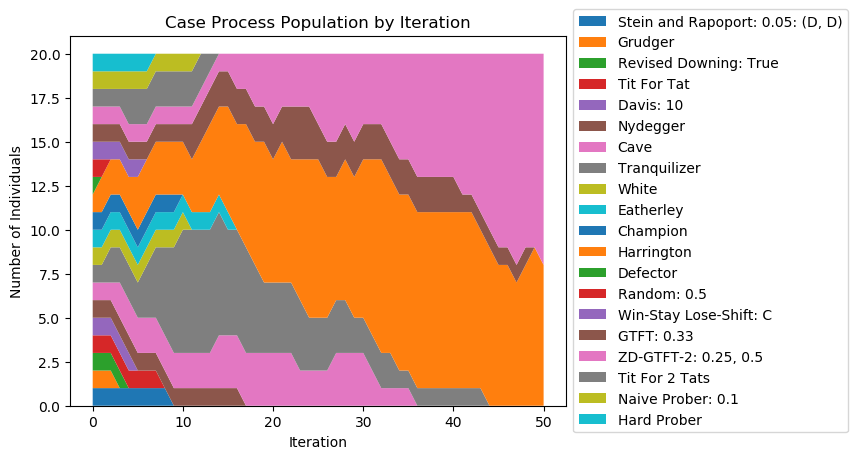 Case Process Population by Iteration
Number of Individuals
20.0
17.5
15.0
12.5
10.0
7.5
5.0
2.5
0.0
0
10
20
30
40
50
Iteration
Stein and Rapoport: 0.05: (D, D)
Grudger
Revised Downing: True
Tit For Tat
Davis: 10
Nydegger
Cave
Tranquilizer
White
Eatherley
Champion
Harrington
Defector
Random: 0.5
Win-Stay Lose-Shift: C
GTFT: 0.33
ZD-GTFT-2: 0.25, 0.5
Tit For 2 Tats
Naive Prober: 0.1
Hard Prober